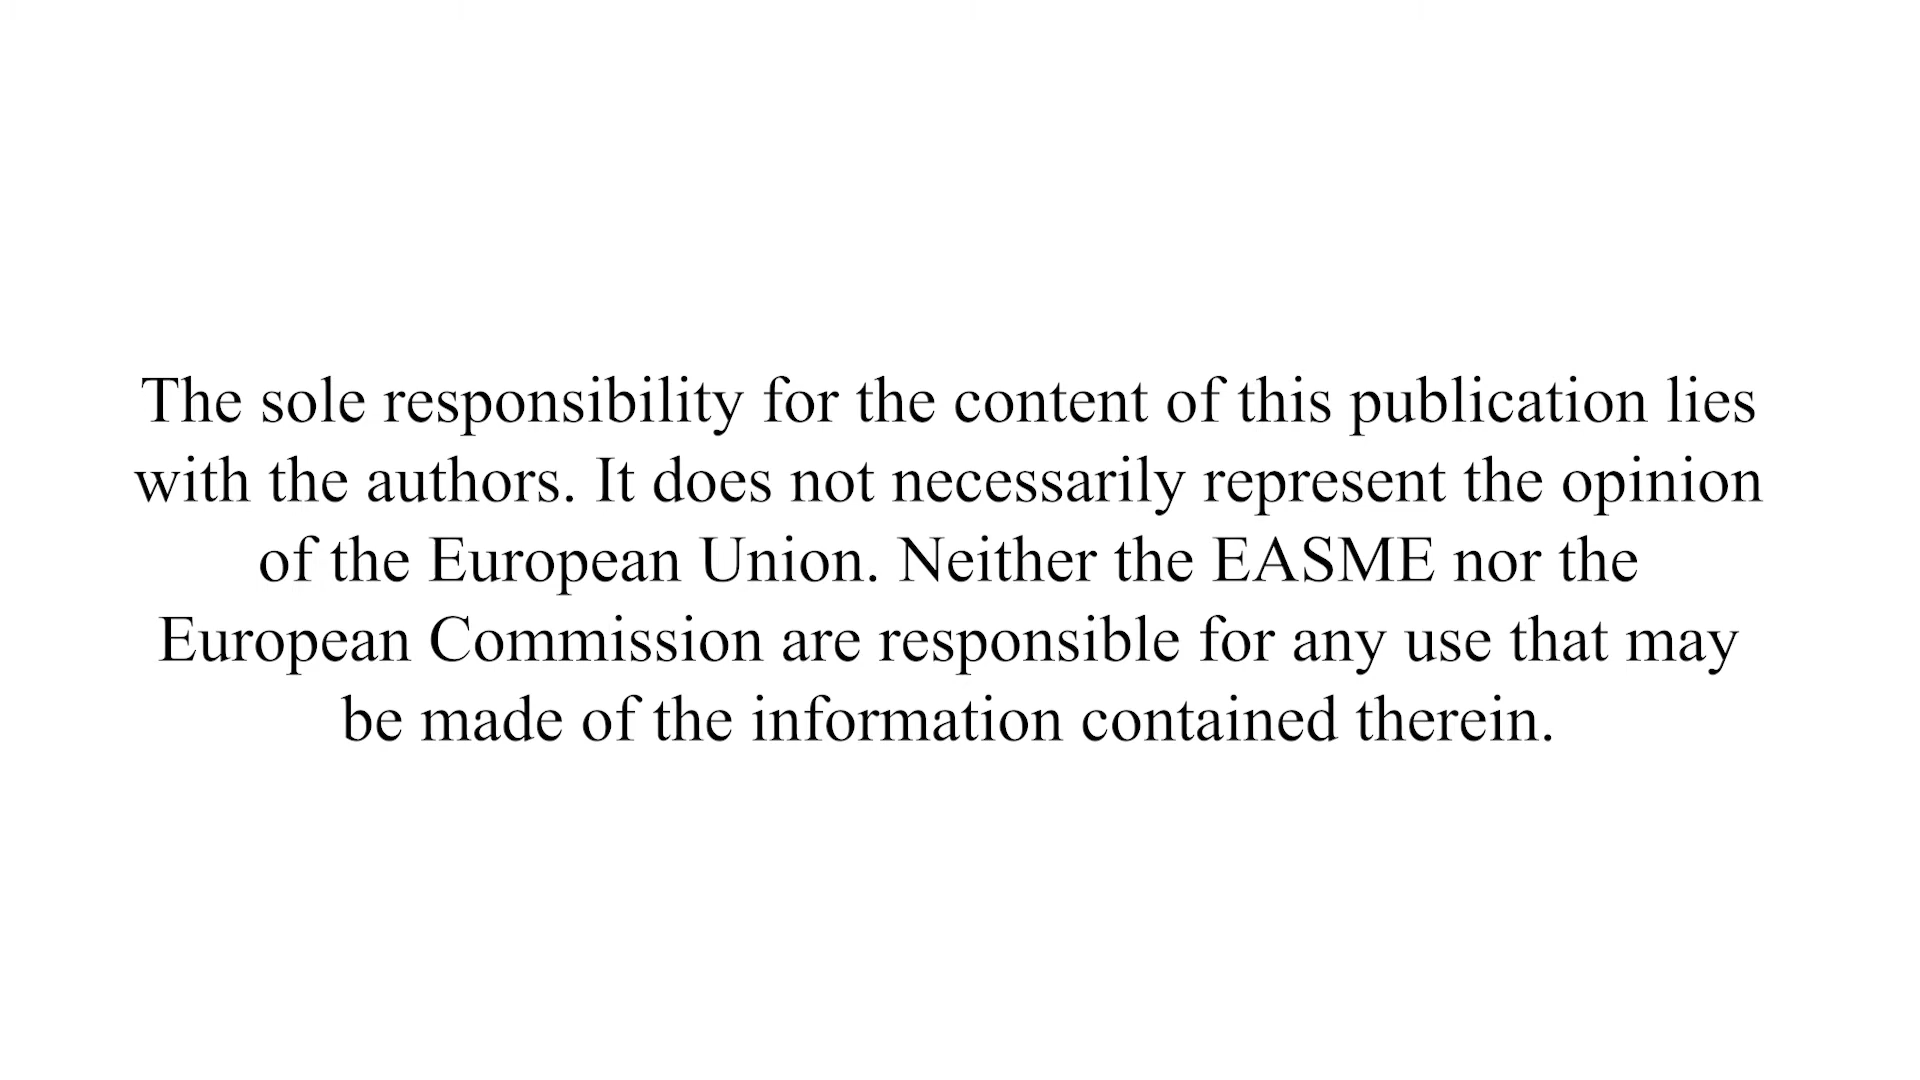 The sole responsibility for the content of this publication lies
with the authors. It does not necessarily represent the opinion
of the European Union. Neither the EASME nor the
European Commission are responsible for any use that may
be made of the information contained therein.